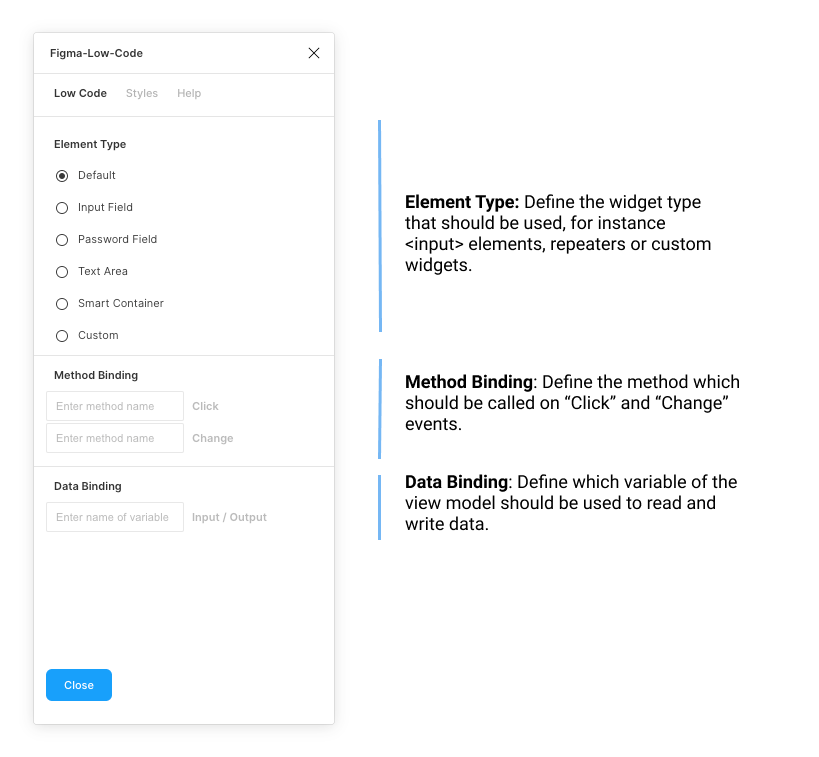 Figma-Low-Code
Low Code Styles Help
Element Type
Default
Input Field
Password Field
Text Area
Smart Container
Custom
Method Binding
Enter method name Click
Enter method name Change
Data Binding
Enter name of variable Input / Output
Close
Element Type: Define the widget type
that should be used, for instance
<input> elements, repeaters or custom
widgets.
Method Binding: Define the method which
should be called on “Click” and “Change”
events.
Data Binding: Define which variable of the
view model should be used to read and
write data.